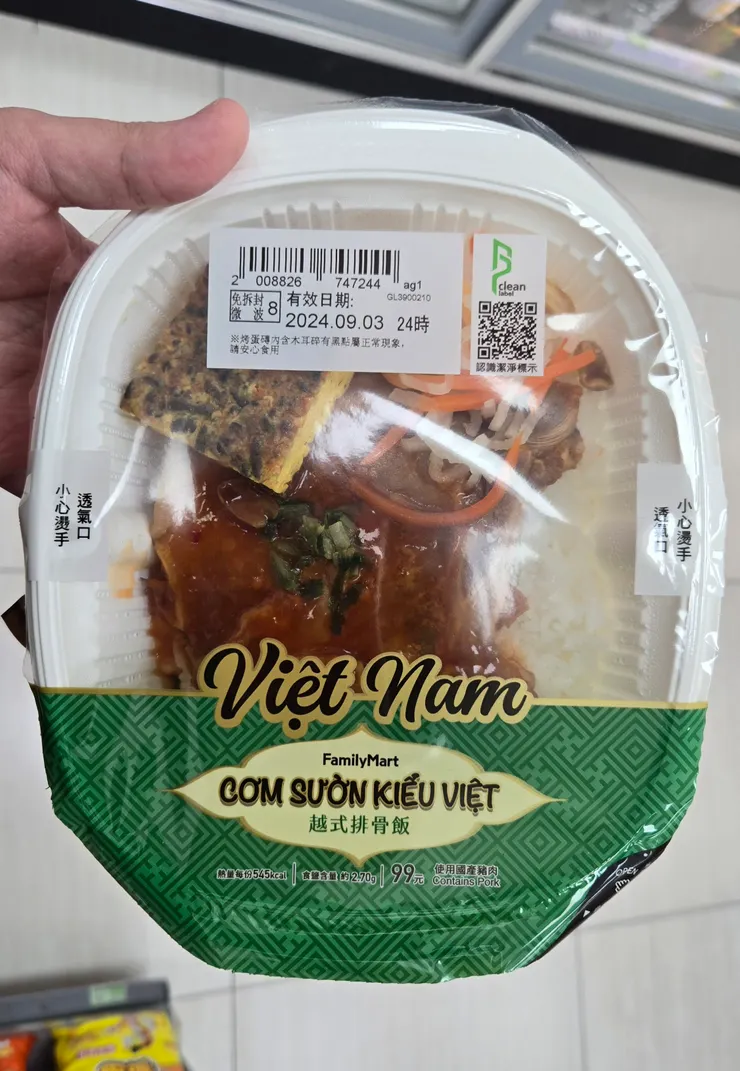 2 008826 747244 ag1
GL3900210
免拆封
微 波 8
有效日期:
2024.09.03 24時
※烤蛋磚內含木耳碎有黑點屬正常現象,
請安心食用
clean
label
認識潔淨標示
透氣口
小心燙手
小心燙手
透氣口
Việt Nam
FamilyMart
CƠM SƯỜN KIỂU VIỆT
越式排骨飯
熱量每份545kcal
食鹽含量 約 2.70g
99元
使用國產豬肉
Contains Pork
OPEN